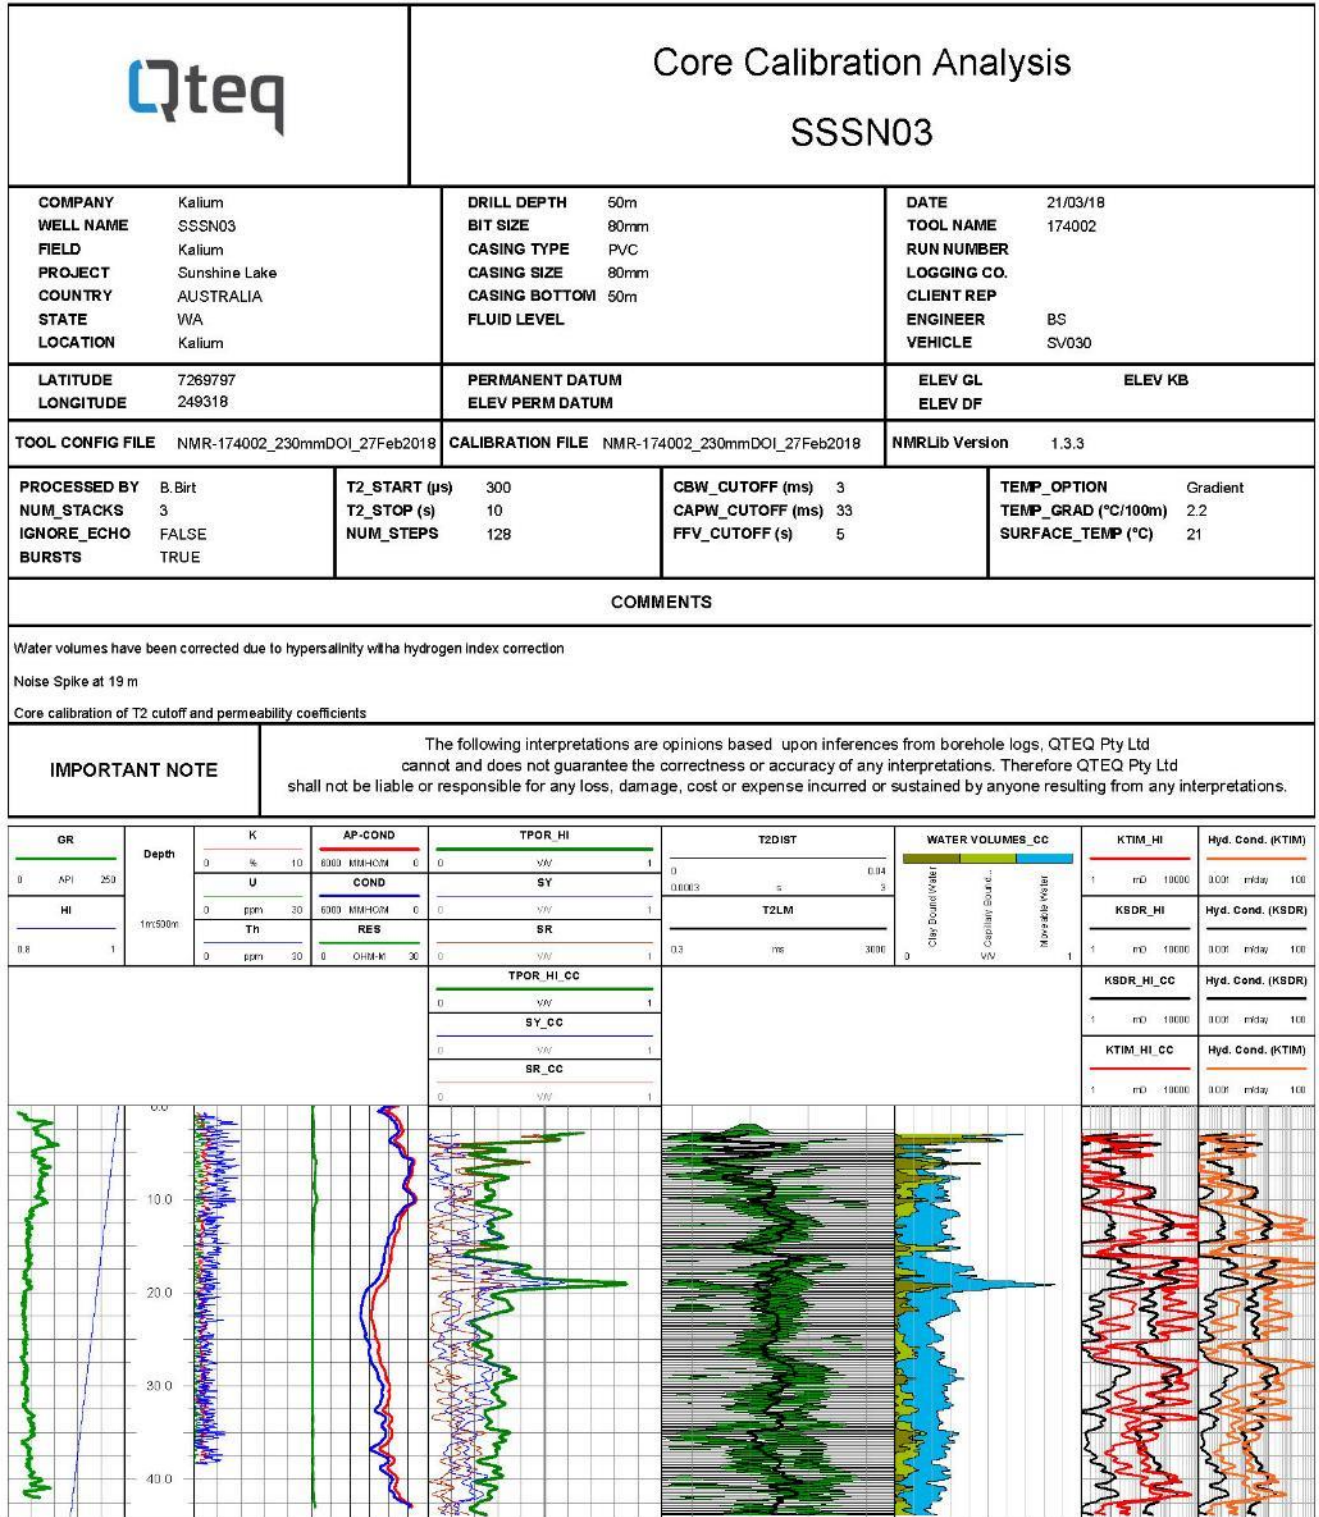 Qteq
Core Calibration Analysis
SSSN03
COMPANY Kalium
WELL NAME SSSN03
FIELD Kalium
PROJECT Sunshine Lake
COUNTRY AUSTRALIA
STATE WA
LOCATION Kalium
DRILL DEPTH 50m
BIT SIZE 80mm
CASING TYPE PVC
CASING SIZE 80mm
CASING BOTTOM 50m
FLUID LEVEL
DATE 21/03/18
TOOL NAME 174002
RUN NUMBER
LOGGING CO.
CLIENT REP
ENGINEER BS
VEHICLE SV030
LATITUDE 7269797
LONGITUDE 249318
PERMANENT DATUM
ELEV PERM DATUM
ELEV GL ELEV KB
ELEV DF
TOOL CONFIG FILE NMR-174002_230mmDOI_27Feb2018
CALIBRATION FILE NMR-174002_230mmDOI_27Feb2018
NMRLib Version 1.3.3
PROCESSED BY B.Birt
NUM_STACKS 3
IGNORE_ECHO FALSE
BURSTS TRUE
T2_START (µs) 300
T2_STOP (s) 10
NUM_STEPS 128
CBW_CUTOFF (ms) 3
CAPW_CUTOFF (ms) 33
FFV_CUTOFF (s) 5
TEMP_OPTION Gradient
TEMP_GRAD (°C/100m) 2.2
SURFACE_TEMP (°C) 21
COMMENTS
Water volumes have been corrected due to hypersalinity witha hydrogen index correction
Noise Spike at 19 m
Core calibration of T2 cutoff and permeability coefficients
IMPORTANT NOTE
The following interpretations are opinions based upon inferences from borehole logs, QTEQ Pty Ltd
cannot and does not guarantee the correctness or accuracy of any interpretations. Therefore QTEQ Pty Ltd
shall not be liable or responsible for any loss, damage, cost or expense incurred or sustained by anyone resulting from any interpretations.
GR
0 API 250
HI
0.8 1
Depth
1m:500m
K
0 % 10
U
0 ppm 30
Th
0 ppm 30
AP-COND
6000 MMHO/M 0
COND
6000 MMHO/M 0
RES
0 OHM-M 30
TPOR_HI
0 V/V 1
SY
0 V/V 1
SR
0 V/V 1
TPOR_HI_CC
0 V/V 1
SY_CC
0 V/V 1
SR_CC
0 V/V 1
T2DIST
0 0.04
0.0003 s 3
T2LM
0.3 ms 3000
WATER VOLUMES_CC
Clay Bound Water
Capillary Bound...
Moveable Water
0 V/V 1
KTIM_HI
1 mD 10000
KSDR_HI
1 mD 10000
KSDR_HI_CC
1 mD 10000
KTIM_HI_CC
1 mD 10000
Hyd. Cond. (KTIM)
0.001 m/day 100
Hyd. Cond. (KSDR)
0.001 m/day 100
Hyd. Cond. (KSDR)
0.001 m/day 100
Hyd. Cond. (KTIM)
0.001 m/day 100
0.0
10.0
20.0
30.0
40.0